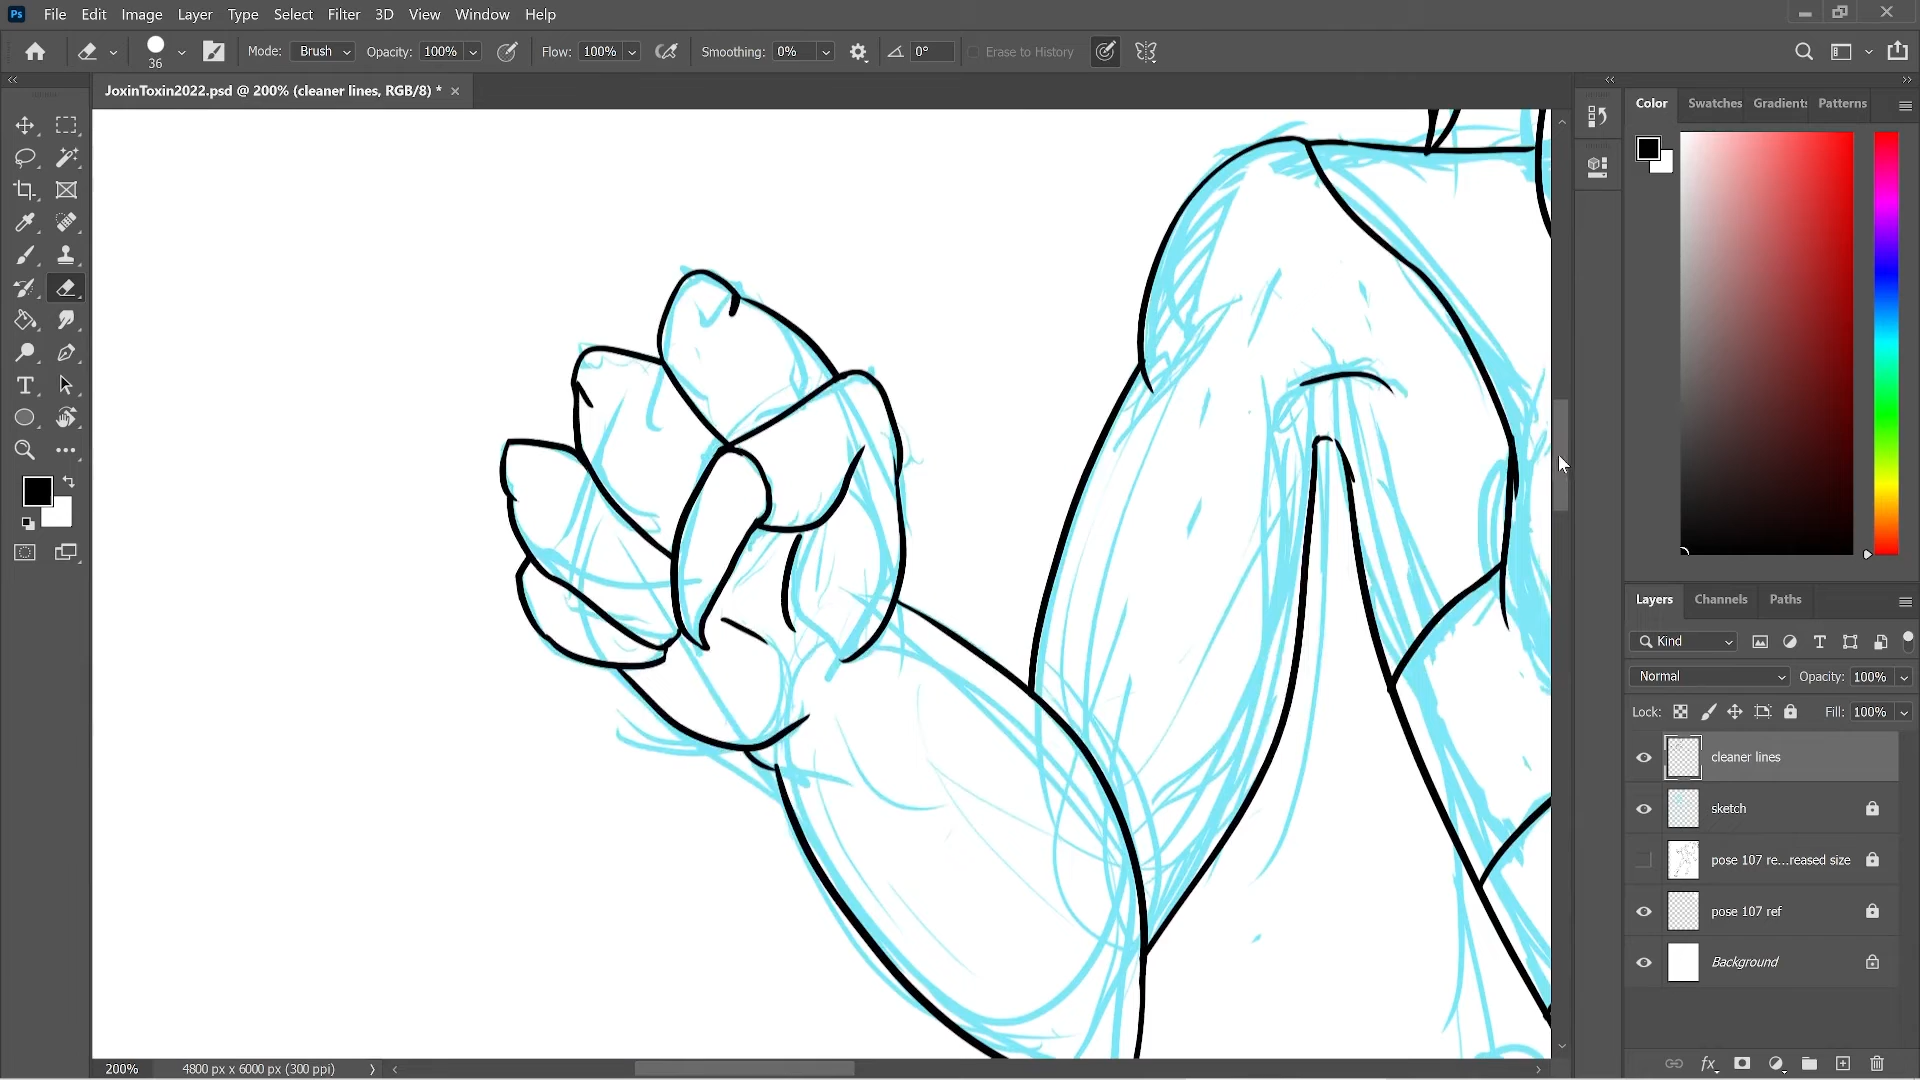 Ps File Edit Image Layer Type Select Filter 3D View Window Help
36 Mode: Brush Opacity: 100% Flow: 100% Smoothing: 0% 0° Erase to History
JoxinToxin2022.psd @ 200% (cleaner lines, RGB/8) *
Color Swatches Gradients Patterns
Layers Channels Paths
Kind
Normal Opacity: 100%
Lock: Fill: 100%
cleaner lines
sketch
pose 107 re...reased size
pose 107 ref
Background
fx
200% 4800 px x 6000 px (300 ppi)